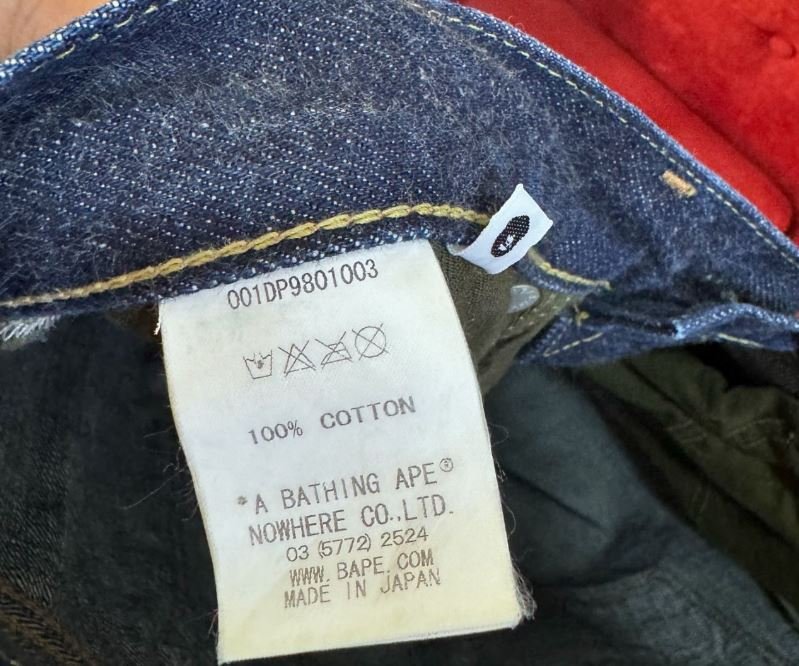 001DP9801003
100% COTTON
*A BATHING APE®
NOWHERE CO.,LTD.
03 (5772) 2524
WWW.BAPE.COM
MADE IN JAPAN